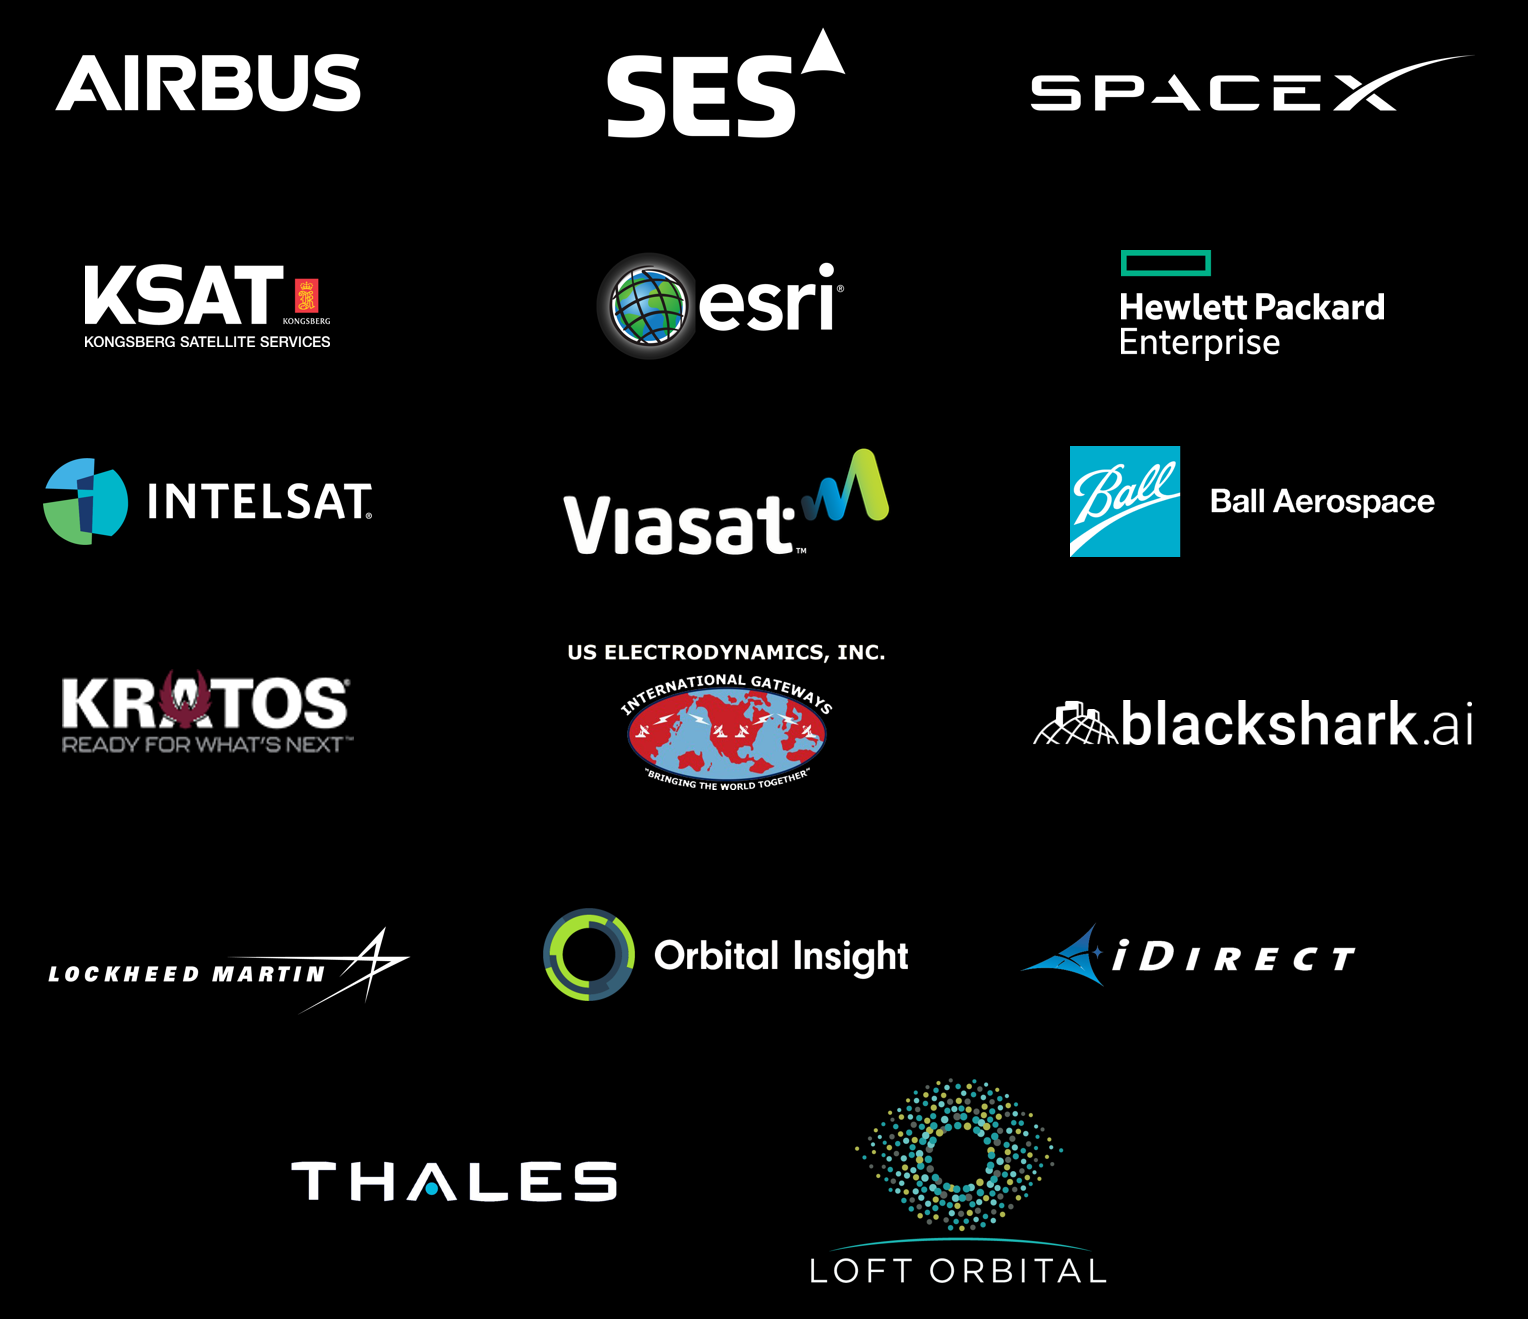 AIRBUS
SES
SPACEX
KSAT
KONGSBERG
KONGSBERG SATELLITE SERVICES
esri®
Hewlett Packard
Enterprise
INTELSAT®
Viasat™
Ball
Ball Aerospace
KRATOS®
READY FOR WHAT'S NEXT™
US ELECTRODYNAMICS, INC.
INTERNATIONAL GATEWAYS
"BRINGING THE WORLD TOGETHER"
blackshark.ai
LOCKHEED MARTIN
Orbital Insight
iDIRECT
THALES
LOFT ORBITAL